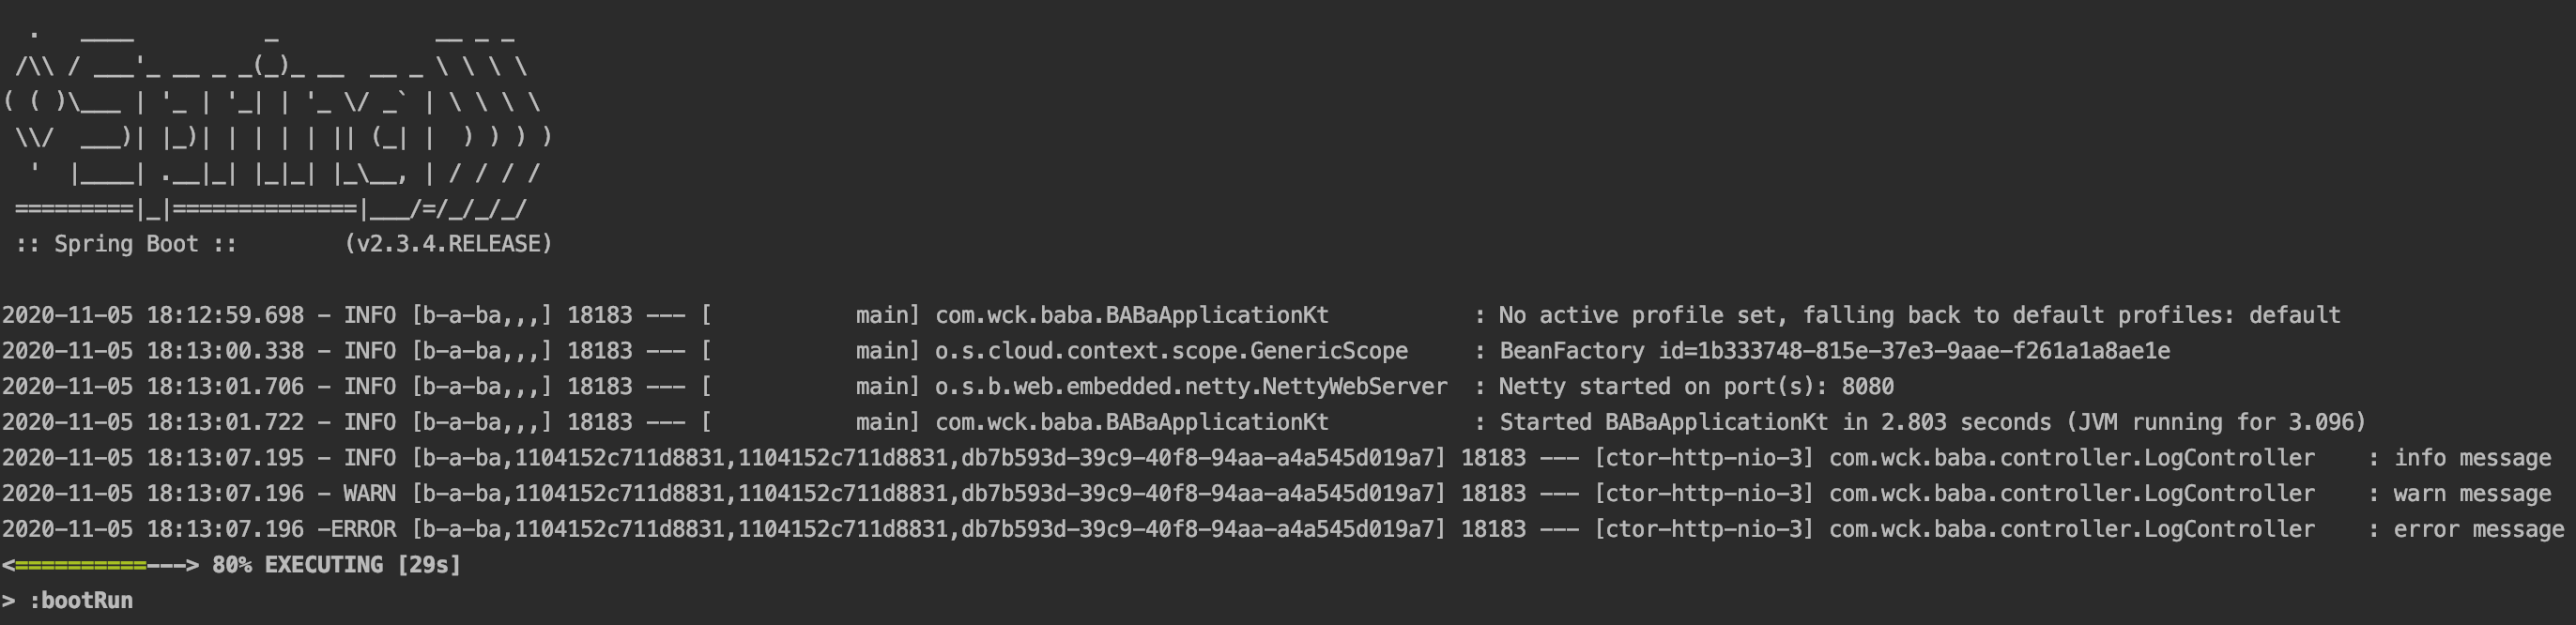 .   ____          _            __ _ _
 /\\ / ___'_ __ _ _(_)_ __  __ _ \ \ \ \
( ( )\___ | '_ | '_| | '_ \/ _` | \ \ \ \
 \\/  ___)| |_)| | | | | || (_| |  ) ) ) )
  '  |____| .__|_| |_|_| |_\__, | / / / /
 =========|_|==============|___/=/_/_/_/
 :: Spring Boot ::        (v2.3.4.RELEASE)
2020-11-05 18:12:59.698 - INFO [b-a-ba,,,] 18183 --- [           main] com.wck.baba.BABaApplicationKt           : No active profile set, falling back to default profiles: default
2020-11-05 18:13:00.338 - INFO [b-a-ba,,,] 18183 --- [           main] o.s.cloud.context.scope.GenericScope     : BeanFactory id=1b333748-815e-37e3-9aae-f261a1a8ae1e
2020-11-05 18:13:01.706 - INFO [b-a-ba,,,] 18183 --- [           main] o.s.b.web.embedded.netty.NettyWebServer  : Netty started on port(s): 8080
2020-11-05 18:13:01.722 - INFO [b-a-ba,,,] 18183 --- [           main] com.wck.baba.BABaApplicationKt           : Started BABaApplicationKt in 2.803 seconds (JVM running for 3.096)
2020-11-05 18:13:07.195 - INFO [b-a-ba,1104152c711d8831,1104152c711d8831,db7b593d-39c9-40f8-94aa-a4a545d019a7] 18183 --- [ctor-http-nio-3] com.wck.baba.controller.LogController    : info message
2020-11-05 18:13:07.196 - WARN [b-a-ba,1104152c711d8831,1104152c711d8831,db7b593d-39c9-40f8-94aa-a4a545d019a7] 18183 --- [ctor-http-nio-3] com.wck.baba.controller.LogController    : warn message
2020-11-05 18:13:07.196 -ERROR [b-a-ba,1104152c711d8831,1104152c711d8831,db7b593d-39c9-40f8-94aa-a4a545d019a7] 18183 --- [ctor-http-nio-3] com.wck.baba.controller.LogController    : error message
<==========---> 80% EXECUTING [29s]
> :bootRun